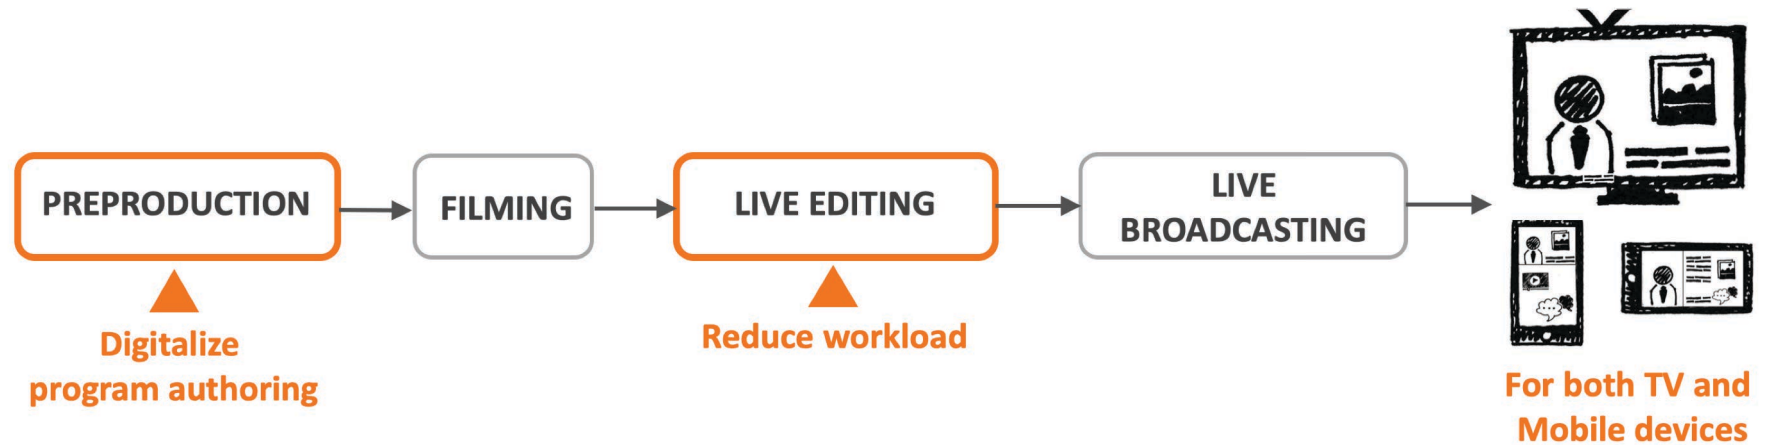 PREPRODUCTION
FILMING
LIVE EDITING
LIVE
BROADCASTING
Digitalize
program authoring
Reduce workload
For both TV and
Mobile devices